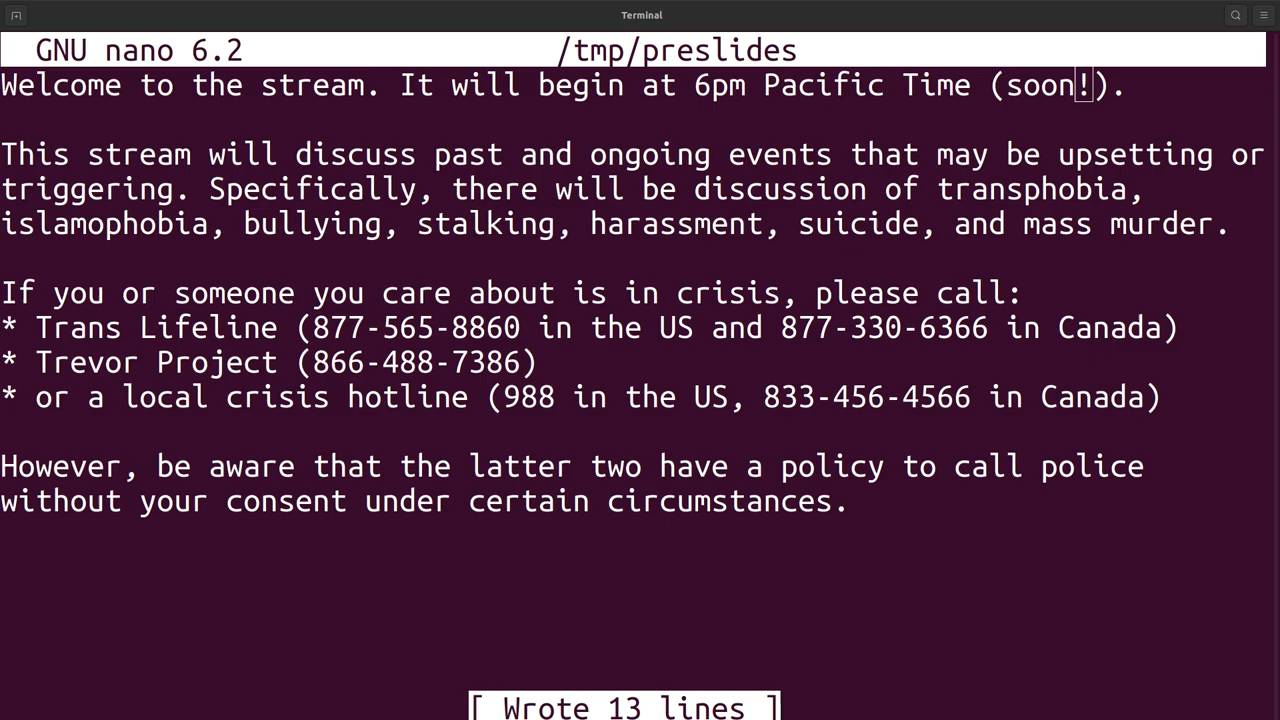 Terminal
GNU nano 6.2 /tmp/preslides
Welcome to the stream. It will begin at 6pm Pacific Time (soon!).
This stream will discuss past and ongoing events that may be upsetting or
triggering. Specifically, there will be discussion of transphobia,
islamophobia, bullying, stalking, harassment, suicide, and mass murder.
If you or someone you care about is in crisis, please call:
* Trans Lifeline (877-565-8860 in the US and 877-330-6366 in Canada)
* Trevor Project (866-488-7386)
* or a local crisis hotline (988 in the US, 833-456-4566 in Canada)
However, be aware that the latter two have a policy to call police
without your consent under certain circumstances.
[ Wrote 13 lines ]